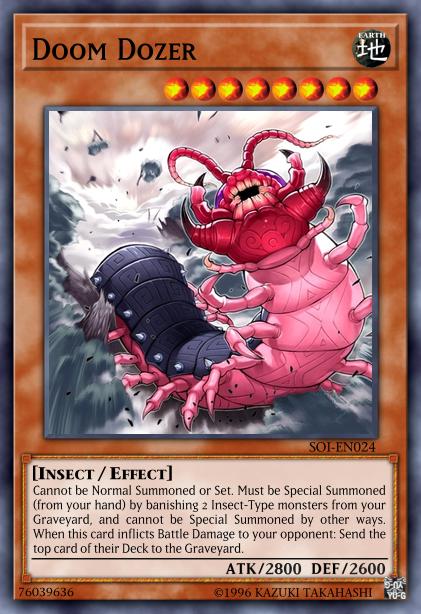 Doom Dozer
EARTH
地
SOI-EN024
[Insect / Effect]
Cannot be Normal Summoned or Set. Must be Special Summoned
(from your hand) by banishing 2 Insect-Type monsters from your
Graveyard, and cannot be Special Summoned by other ways.
When this card inflicts Battle Damage to your opponent: Send the
top card of their Deck to the Graveyard.
ATK/2800 DEF/2600
76039636
©1996 KAZUKI TAKAHASHI